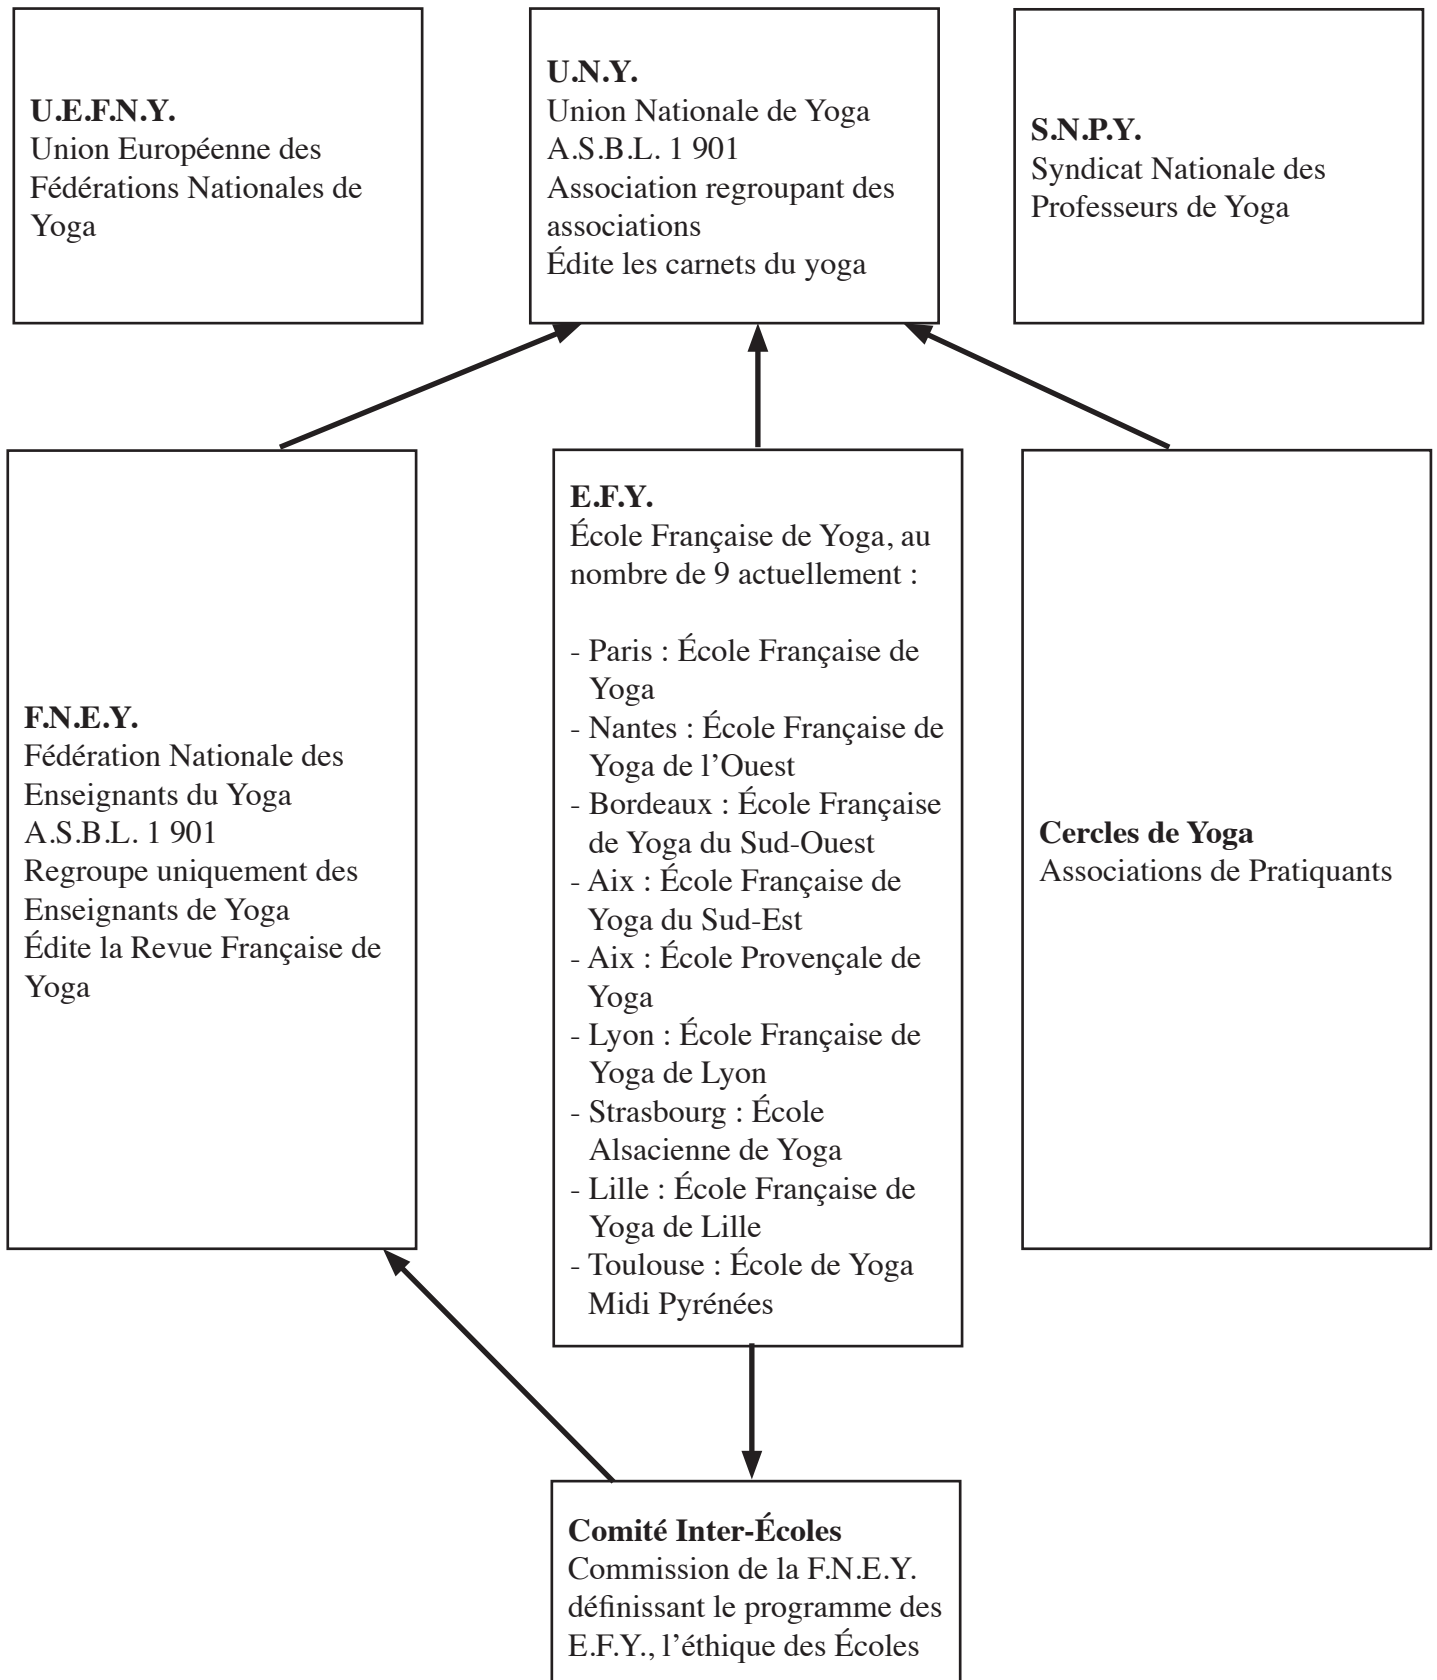 U.E.F.N.Y.
Union Européenne des
Fédérations Nationales de
Yoga
U.N.Y.
Union Nationale de Yoga
A.S.B.L. 1 901
Association regroupant des
associations
Édite les carnets du yoga
S.N.P.Y.
Syndicat Nationale des
Professeurs de Yoga
F.N.E.Y.
Fédération Nationale des
Enseignants du Yoga
A.S.B.L. 1 901
Regroupe uniquement des
Enseignants de Yoga
Édite la Revue Française de
Yoga
E.F.Y.
École Française de Yoga, au
nombre de 9 actuellement :
- Paris : École Française de
Yoga
- Nantes : École Française de
Yoga de l’Ouest
- Bordeaux : École Française
de Yoga du Sud-Ouest
- Aix : École Française de
Yoga du Sud-Est
- Aix : École Provençale de
Yoga
- Lyon : École Française de
Yoga de Lyon
- Strasbourg : École
Alsacienne de Yoga
- Lille : École Française de
Yoga de Lille
- Toulouse : École de Yoga
Midi Pyrénées
Cercles de Yoga
Associations de Pratiquants
Comité Inter-Écoles
Commission de la F.N.E.Y.
définissant le programme des
E.F.Y., l’éthique des Écoles